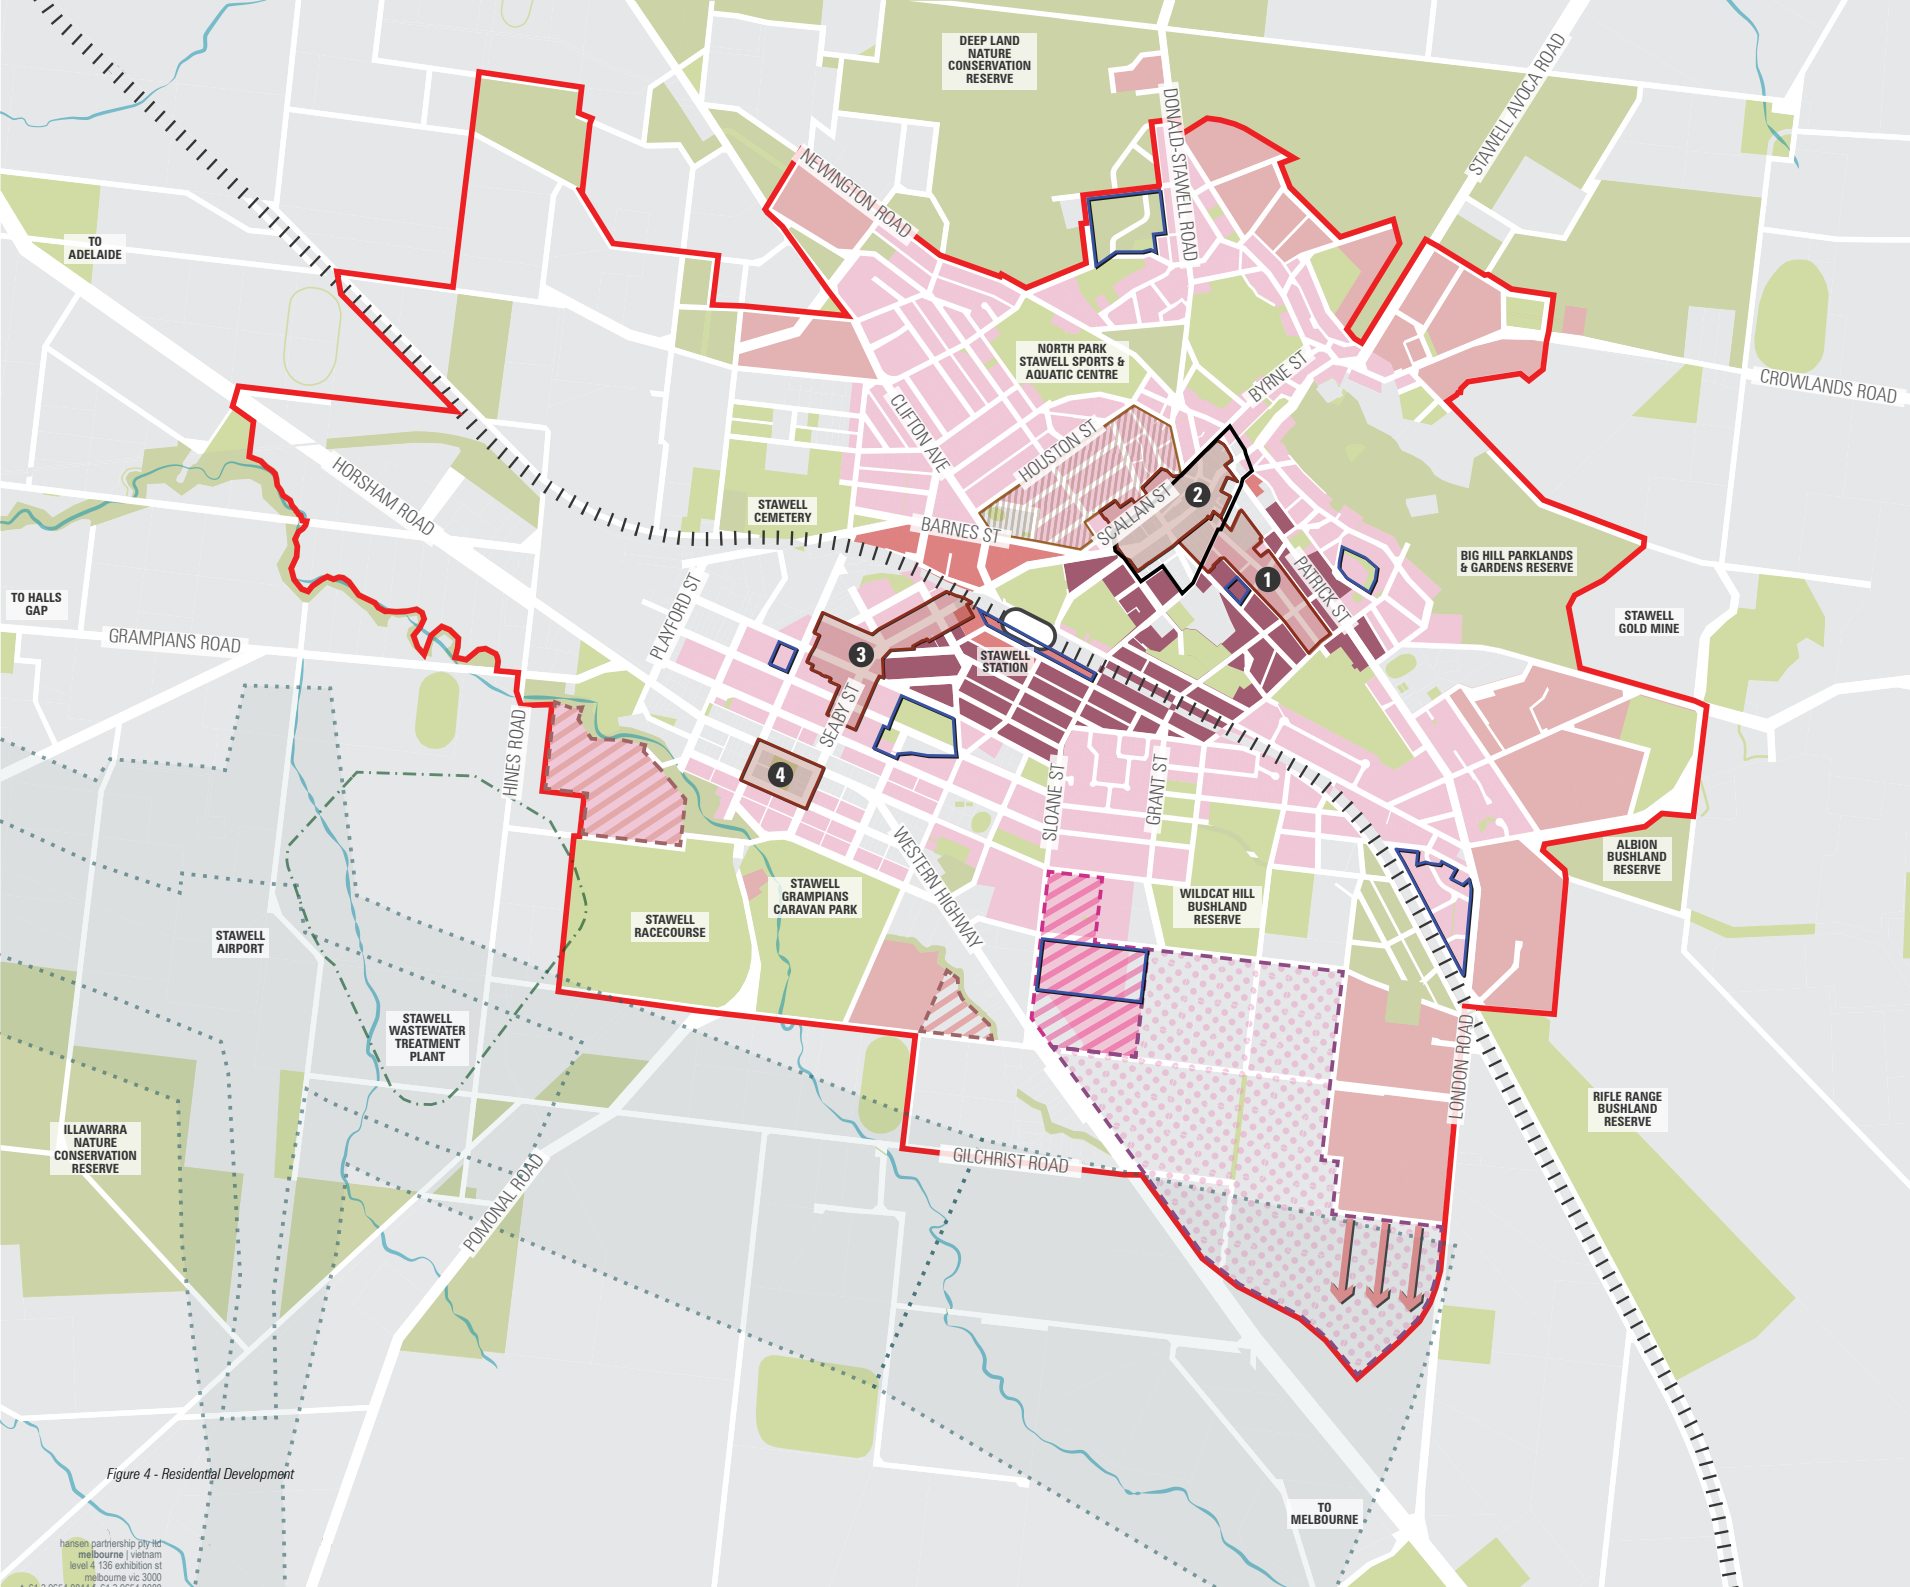 DEEP LAND
NATURE
CONSERVATION
RESERVE
DONALD-STAWELL ROAD
STAWELL AVOCA ROAD
NEWINGTON ROAD
TO
ADELAIDE
NORTH PARK
STAWELL SPORTS &
AQUATIC CENTRE
BYRNE ST
CROWLANDS ROAD
CLIFTON AVE
HOUSTON ST
HORSHAM ROAD
STAWELL
CEMETERY
BARNES ST
SCALLAN ST
2
1
PATRICK ST
BIG HILL PARKLANDS
& GARDENS RESERVE
TO HALLS
GAP
GRAMPIANS ROAD
PLAYFORD ST
3
STAWELL
STATION
STAWELL
GOLD MINE
SEABY ST
HINES ROAD
4
SLOANE ST
GRANT ST
WESTERN HIGHWAY
ALBION
BUSHLAND
RESERVE
STAWELL
GRAMPIANS
CARAVAN PARK
WILDCAT HILL
BUSHLAND
RESERVE
STAWELL
RACECOURSE
STAWELL
AIRPORT
STAWELL
WASTEWATER
TREATMENT
PLANT
LONDON ROAD
RIFLE RANGE
BUSHLAND
RESERVE
ILLAWARRA
NATURE
CONSERVATION
RESERVE
GILCHRIST ROAD
POMONAL ROAD
Figure 4 - Residential Development
TO
MELBOURNE
hansen partnership pty ltd
melbourne | vietnam
level 4 136 exhibition st
melbourne vic 3000